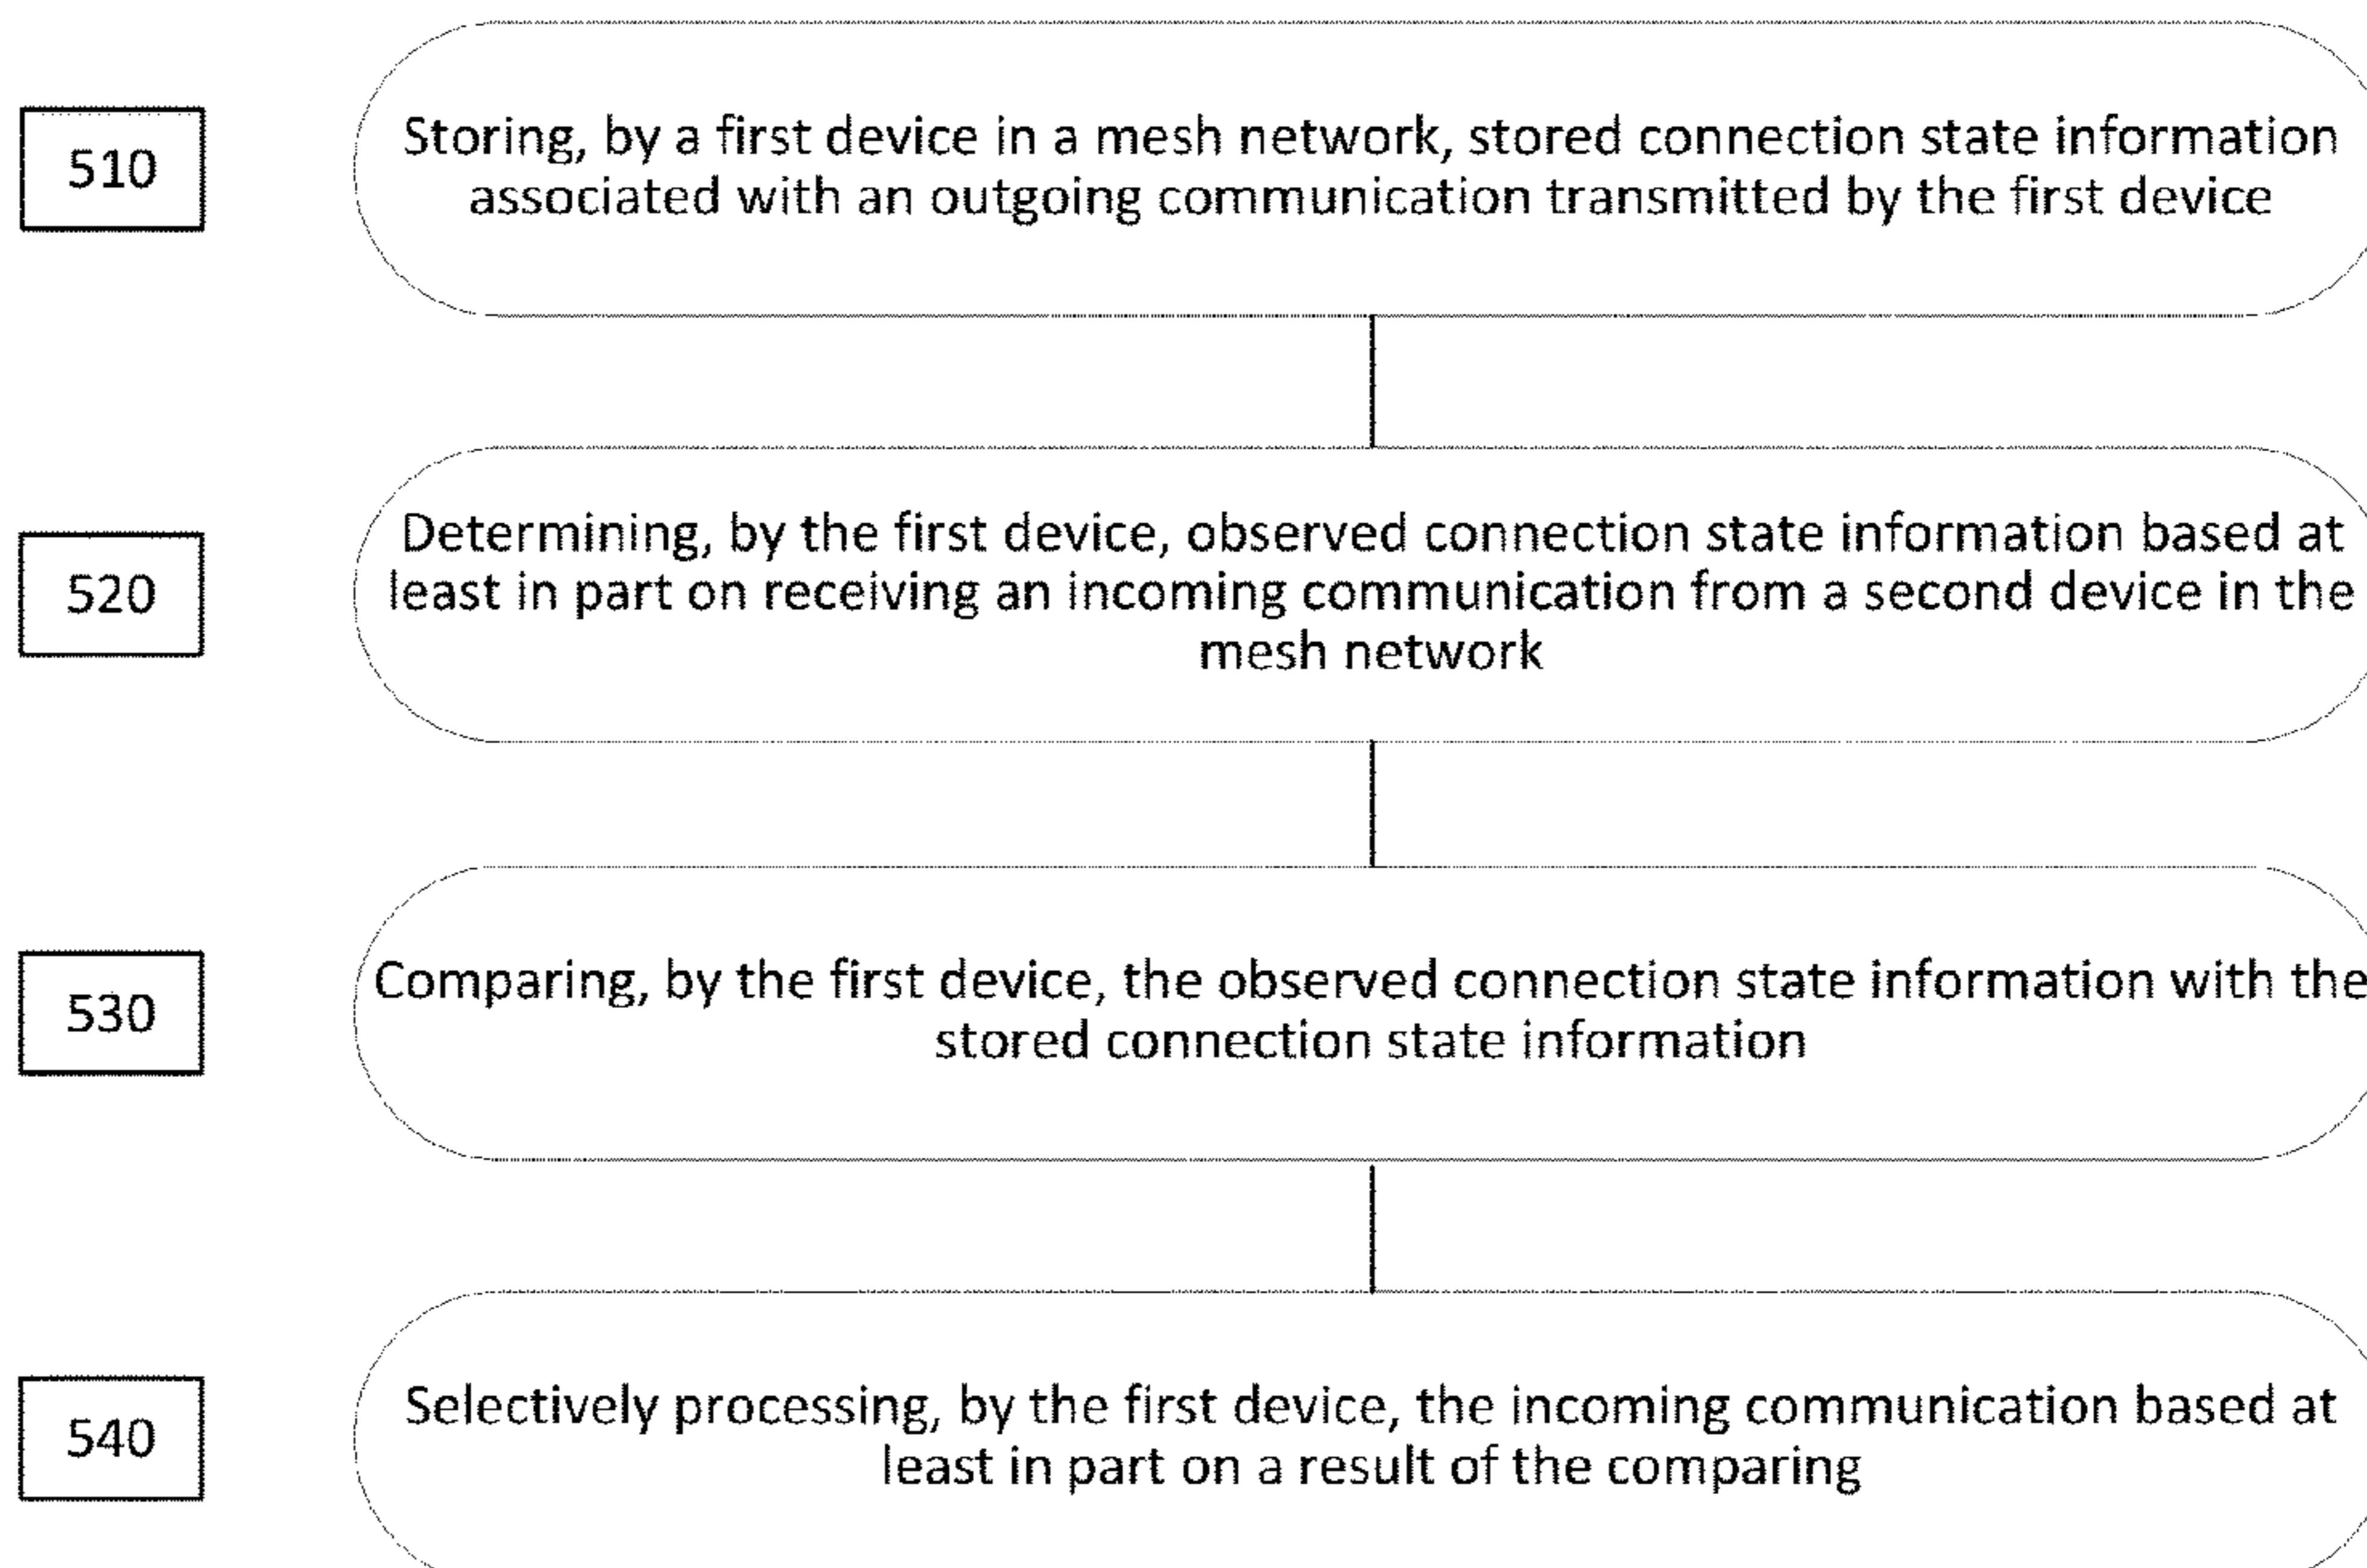 510
Storing, by a first device in a mesh network, stored connection state information
associated with an outgoing communication transmitted by the first device
520
Determining, by the first device, observed connection state information based at
least in part on receiving an incoming communication from a second device in the
mesh network
530
Comparing, by the first device, the observed connection state information with the
stored connection state information
540
Selectively processing, by the first device, the incoming communication based at
least in part on a result of the comparing